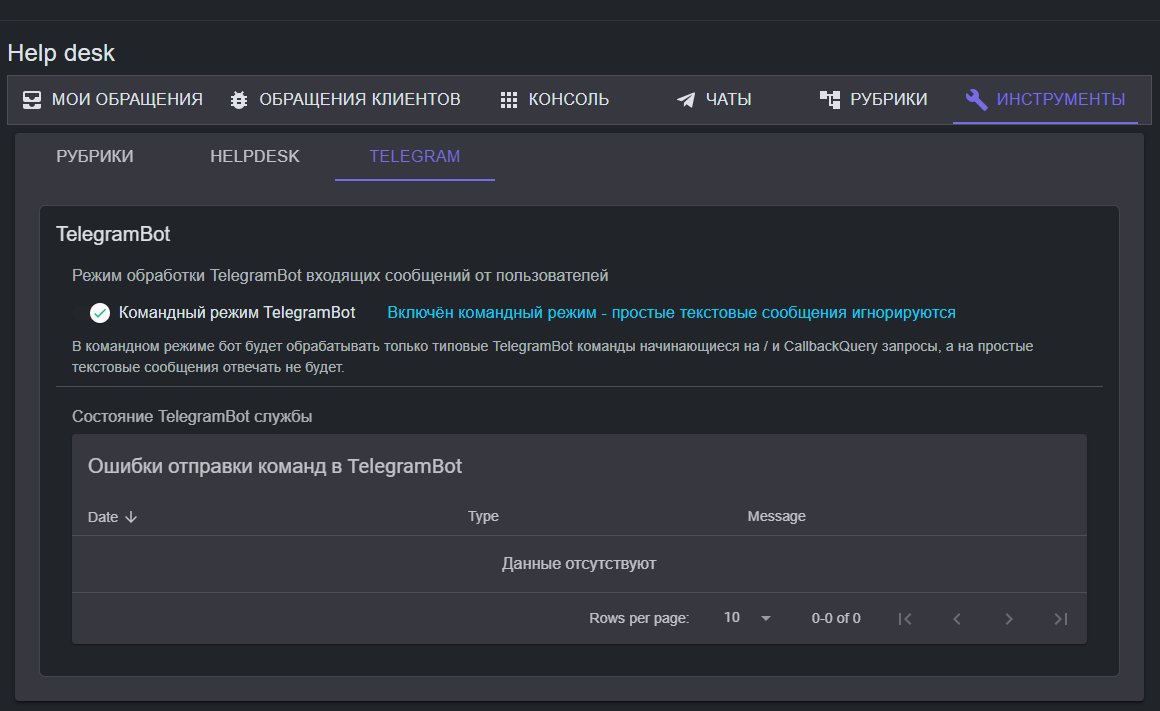 Help desk
МОИ ОБРАЩЕНИЯ ОБРАЩЕНИЯ КЛИЕНТОВ КОНСОЛЬ ЧАТЫ РУБРИКИ ИНСТРУМЕНТЫ
РУБРИКИ HELPDESK TELEGRAM
TelegramBot
Режим обработки TelegramBot входящих сообщений от пользователей
Командный режим TelegramBot Включён командный режим - простые текстовые сообщения игнорируются
В командном режиме бот будет обрабатывать только типовые TelegramBot команды начинающиеся на / и CallbackQuery запросы, а на простые
текстовые сообщения отвечать не будет.
Состояние TelegramBot службы
Ошибки отправки команд в TelegramBot
Date Type Message
Данные отсутствуют
Rows per page: 10 0-0 of 0